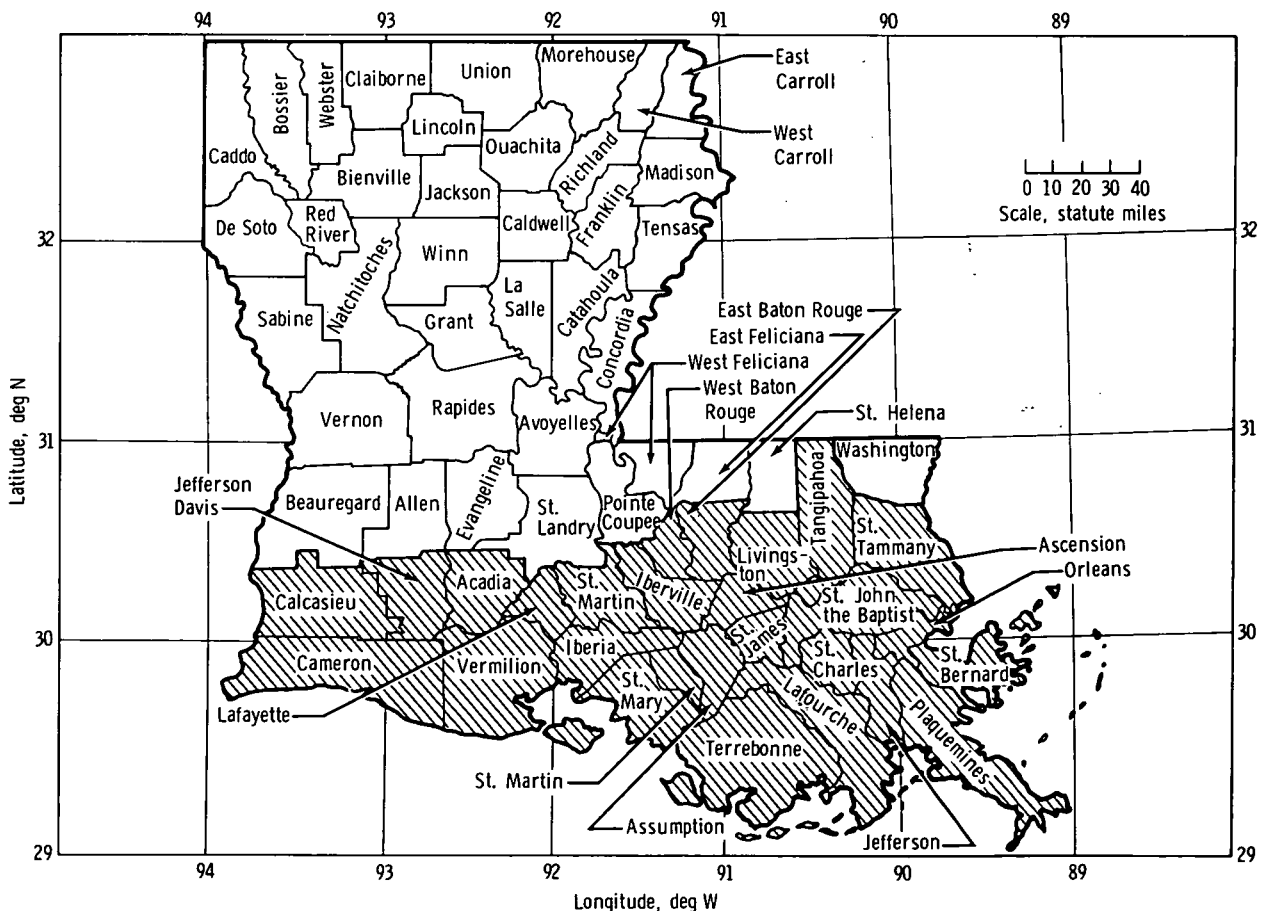 94
93
92
91
90
89
Morehouse
Union
Claiborne
East
Carroll
Webster
Bossier
Lincoln
Ouachita
West
Carroll
Richland
Caddo
Madison
Bienville
Jackson
Franklin
0 10 20 30 40
Scale, statute miles
Red
River
De Soto
Caldwell
Tensas
32
32
Winn
Natchitoches
La
Salle
Catahoula
Sabine
Grant
Concordia
East Baton Rouge
East Feliciana
West Feliciana
West Baton
Rouge
St. Helena
Vernon
Rapides
Avoyelles
31
31
Latitude, deg N
Washington
Tangipahoa
Jefferson
Davis
Beauregard
Allen
Evangeline
St.
Landry
Pointe
Coupee
St.
Tammany
Livings-
ton
Ascension
Orleans
Calcasieu
Acadia
St.
Martin
Iberville
St. John
the Baptist
30
30
St.
James
Cameron
Vermilion
Iberia
St.
Charles
St.
Bernard
St.
Mary
Lafourche
Plaquemines
Lafayette
Terrebonne
St. Martin
Assumption
Jefferson
29
29
94
93
92
91
90
89
Longitude, deg W